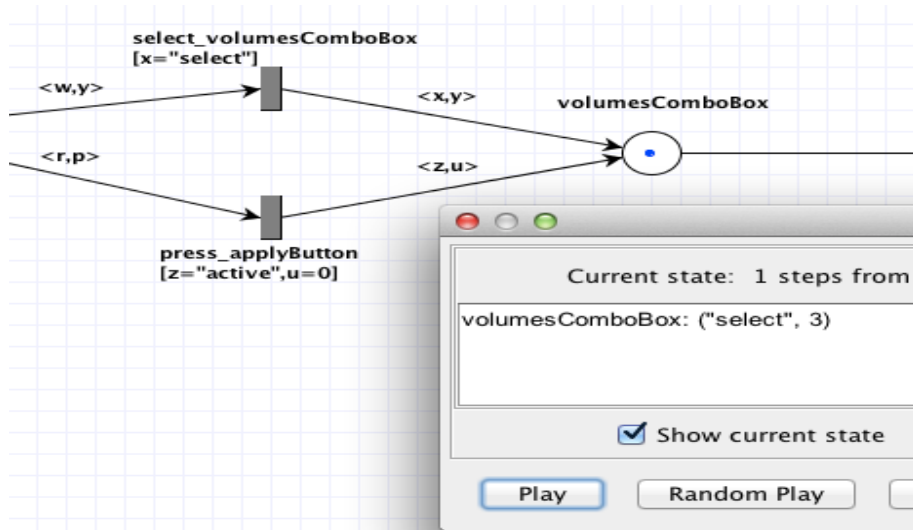 select_volumesComboBox
[x="select"]
<w,y>
<x,y>
volumesComboBox
<r,p>
<z,u>
press_applyButton
[z="active",u=0]
Current state: 1 steps from
volumesComboBox: ("select", 3)
Show current state
Play
Random Play